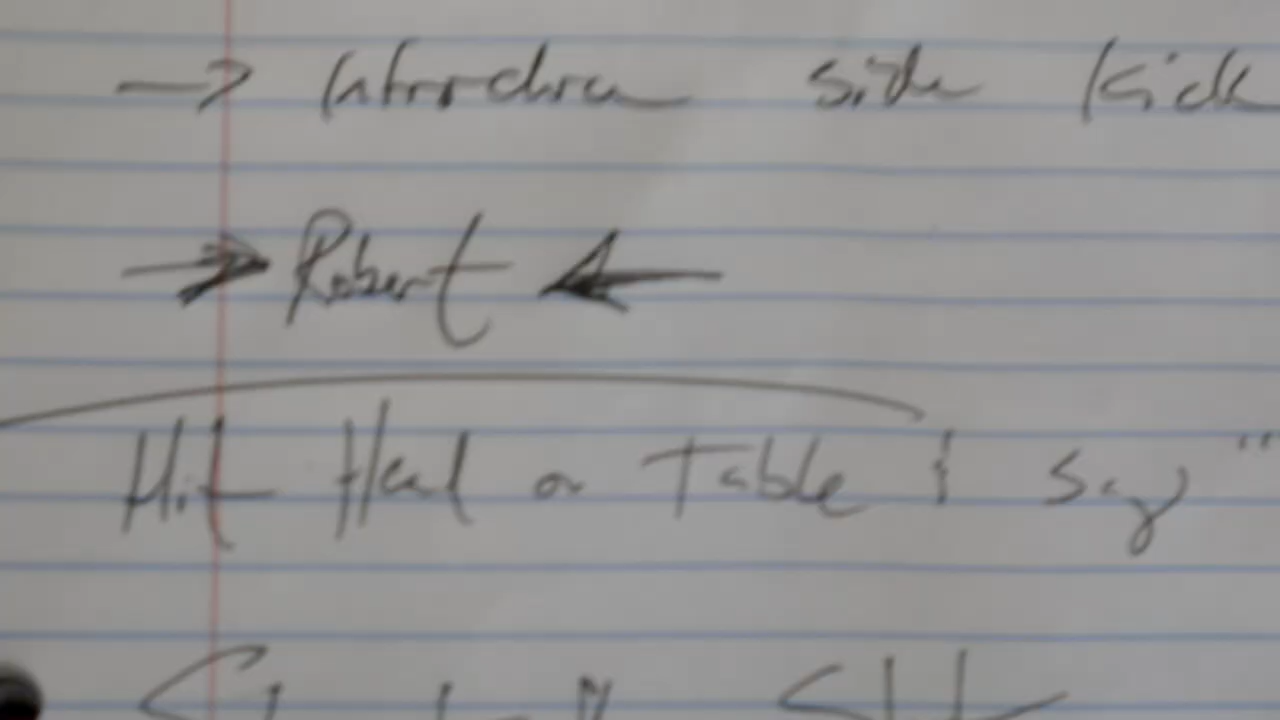 → Introduce side kick
→ Robert ←
Hit Head on Table & say "